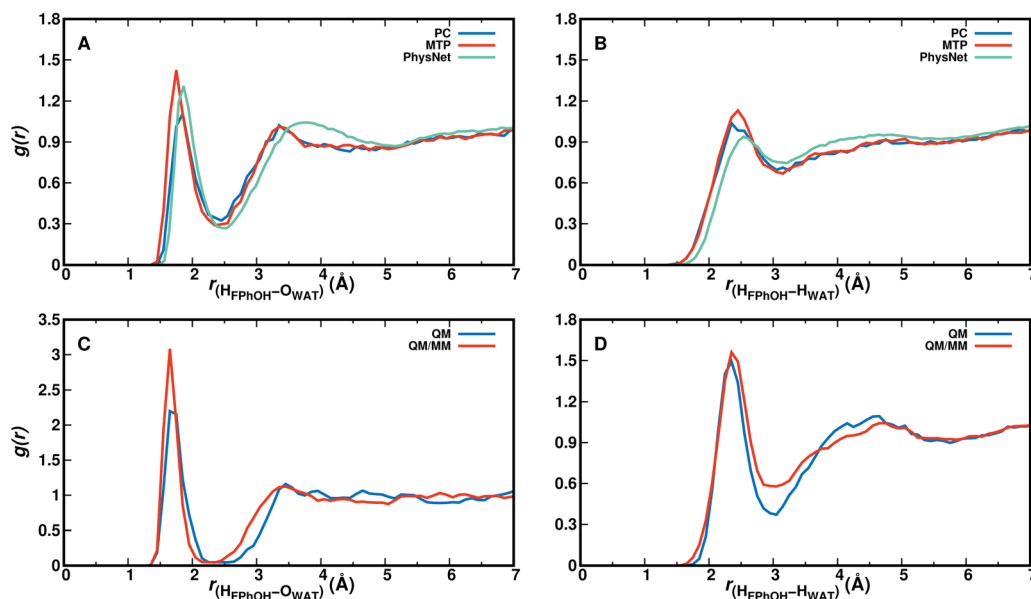 A
PC
MTP
PhysNet
1.8
1.5
1.2
0.9
0.6
0.3
0
g(r)
0 1 2 3 4 5 6 7
r(HFPhOH−OWAT) (Å)
B
PC
MTP
PhysNet
1.8
1.5
1.2
0.9
0.6
0.3
0
0 1 2 3 4 5 6 7
r(HFPhOH−HWAT) (Å)
C
QM
QM/MM
3.5
3
2.5
2
1.5
1
0.5
0
g(r)
0 1 2 3 4 5 6 7
r(HFPhOH−OWAT) (Å)
D
QM
QM/MM
1.8
1.5
1.2
0.9
0.6
0.3
0
0 1 2 3 4 5 6 7
r(HFPhOH−HWAT) (Å)